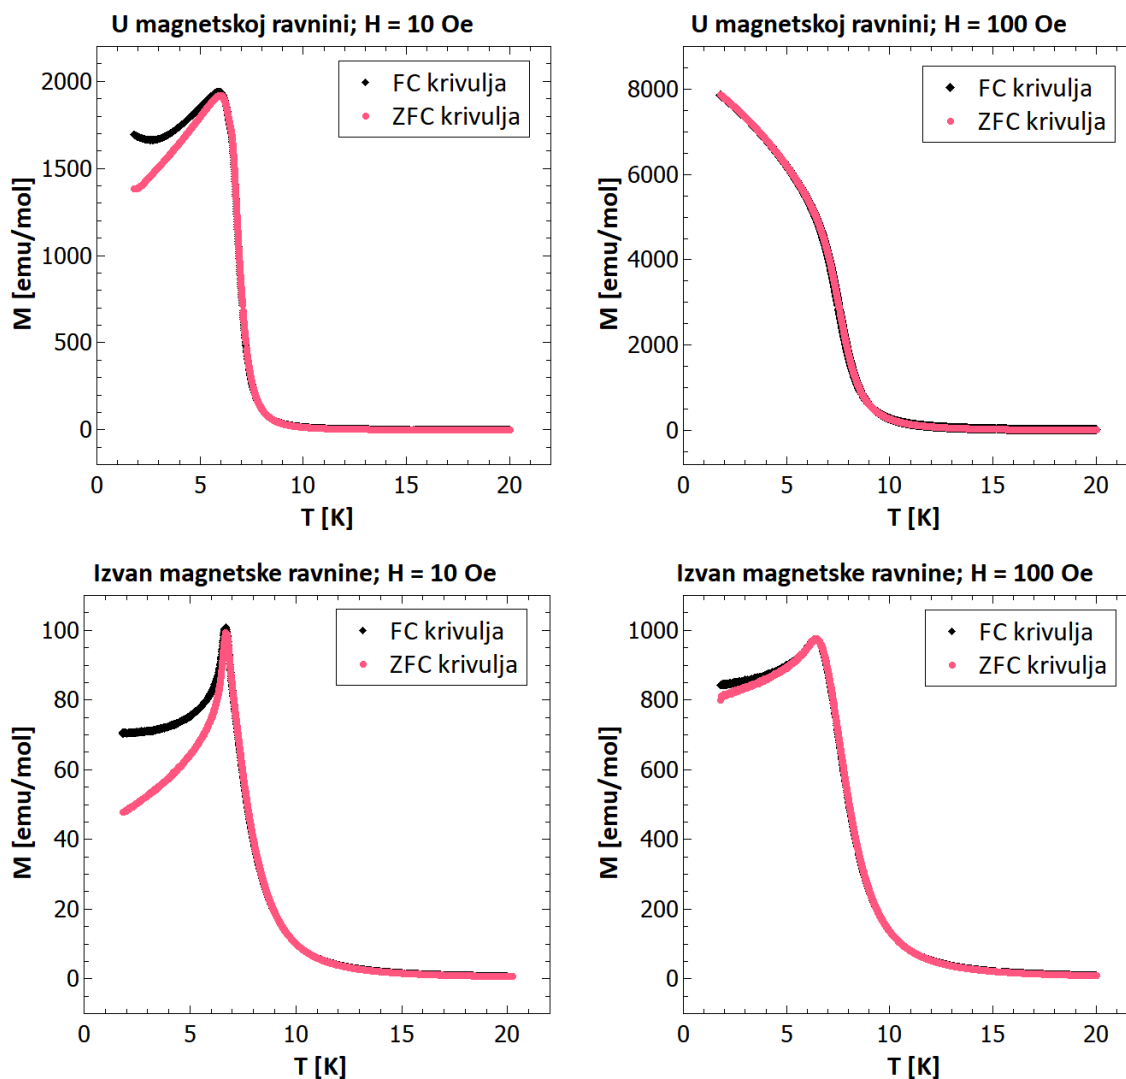 U magnetskoj ravnini; H = 10 Oe
M [emu/mol]
2000
1500
1000
500
0
FC krivulja
ZFC krivulja
0 5 10 15 20
T [K]
U magnetskoj ravnini; H = 100 Oe
M [emu/mol]
8000
6000
4000
2000
0
FC krivulja
ZFC krivulja
0 5 10 15 20
T [K]
Izvan magnetske ravnine; H = 10 Oe
M [emu/mol]
100
80
60
40
20
0
FC krivulja
ZFC krivulja
0 5 10 15 20
T [K]
Izvan magnetske ravnine; H = 100 Oe
M [emu/mol]
1000
800
600
400
200
0
FC krivulja
ZFC krivulja
0 5 10 15 20
T [K]